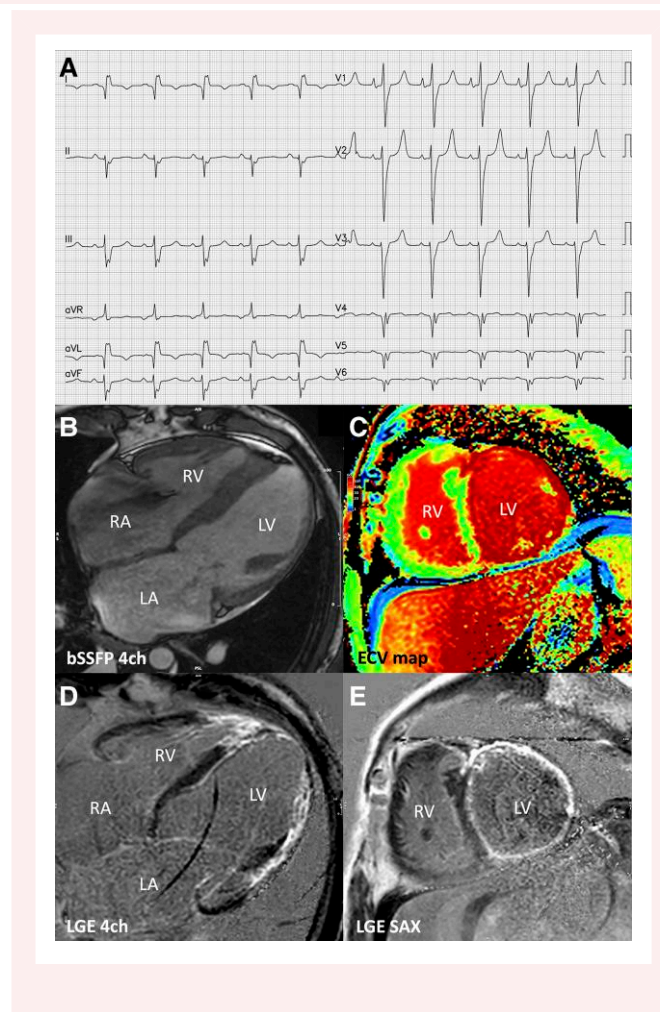 A
I
V1
II
V2
III
V3
aVR
V4
aVL
V5
aVF
V6
B
RV
RA
LV
LA
bSSFP 4ch
C
RV
LV
ECV map
D
RV
RA
LV
LA
LGE 4ch
E
RV
LV
LGE SAX